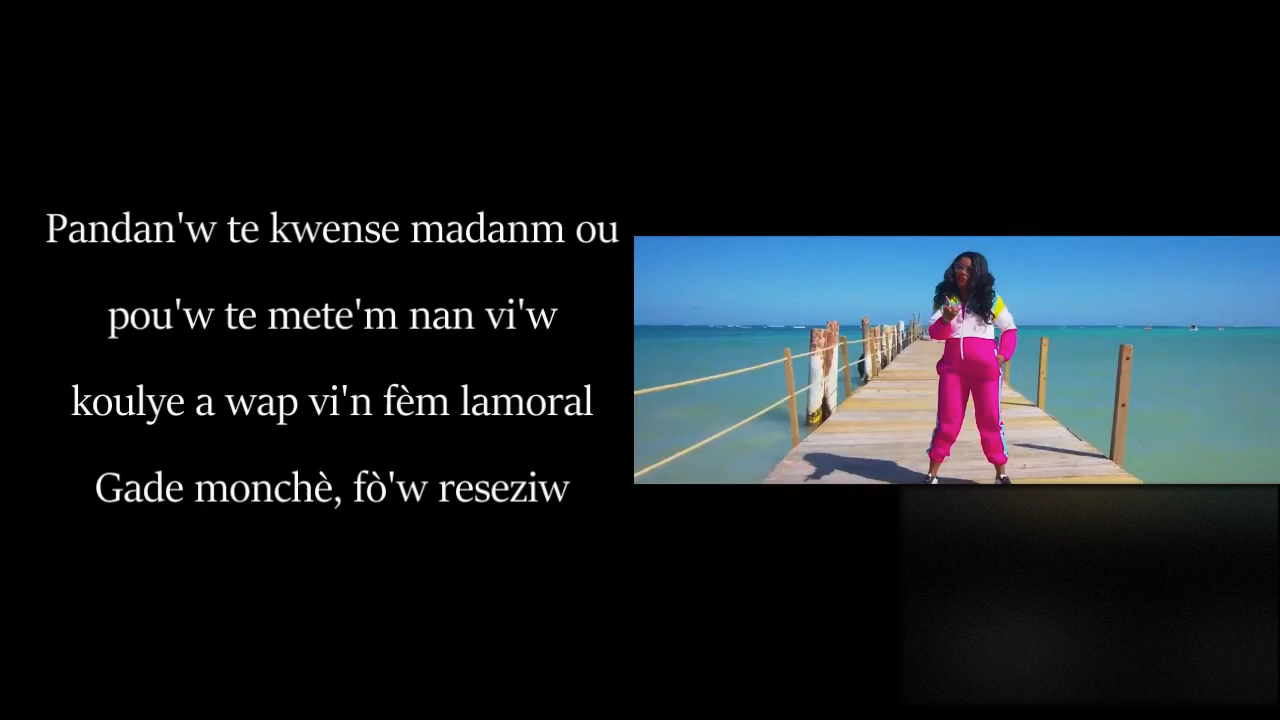 Pandan'w te kwense madanm ou
pou'w te mete'm nan vi'w
koulye a wap vi'n fèm lamoral
Gade monchè, fò'w reseziw